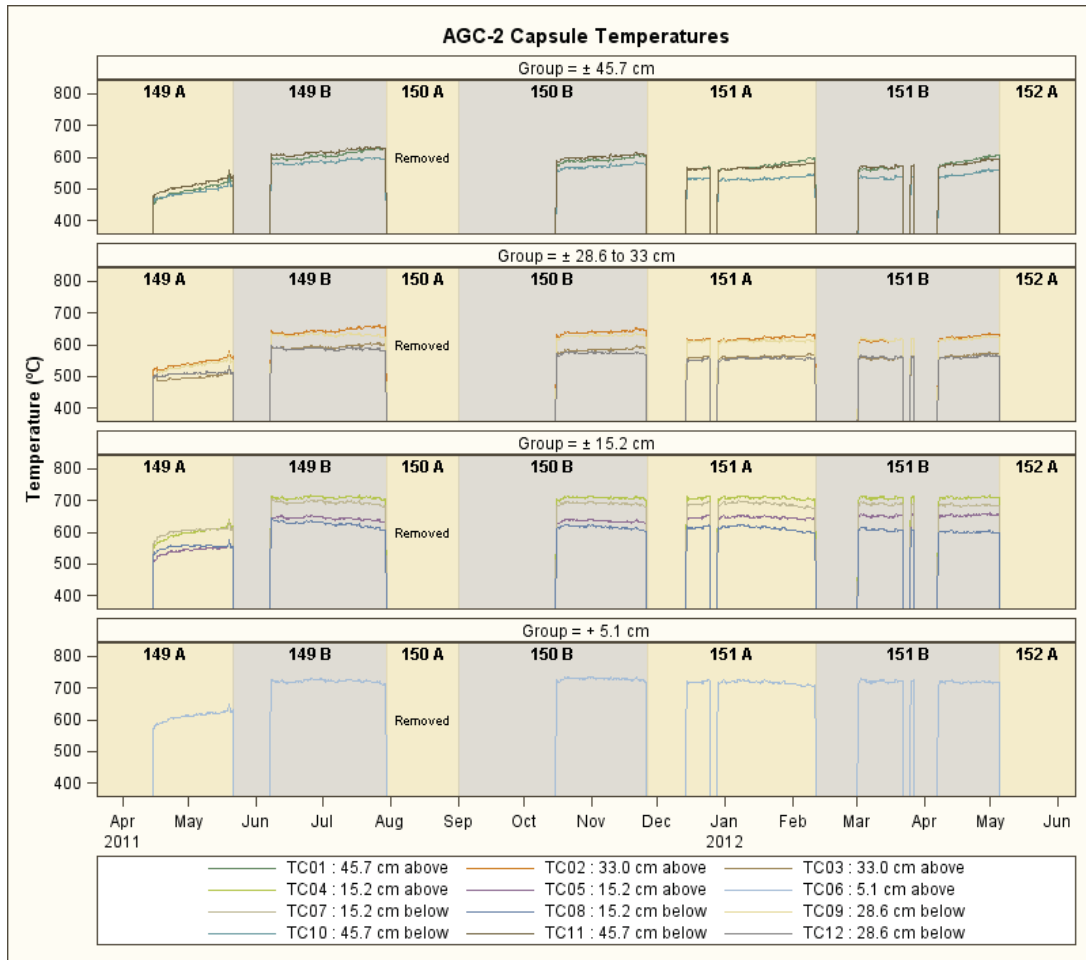 AGC-2 Capsule Temperatures
Group = ± 45.7 cm
149 A 149 B 150 A 150 B 151 A 151 B 152 A
800
700
600
500
400
Removed
Group = ± 28.6 to 33 cm
149 A 149 B 150 A 150 B 151 A 151 B 152 A
800
700
600
500
400
Removed
Temperature (ºC)
Group = ± 15.2 cm
149 A 149 B 150 A 150 B 151 A 151 B 152 A
800
700
600
500
400
Removed
Group = + 5.1 cm
149 A 149 B 150 A 150 B 151 A 151 B 152 A
800
700
600
500
400
Removed
Apr May Jun Jul Aug Sep Oct Nov Dec Jan Feb Mar Apr May Jun
2011 2012
TC01 : 45.7 cm above TC02 : 33.0 cm above TC03 : 33.0 cm above
TC04 : 15.2 cm above TC05 : 15.2 cm above TC06 : 5.1 cm above
TC07 : 15.2 cm below TC08 : 15.2 cm below TC09 : 28.6 cm below
TC10 : 45.7 cm below TC11 : 45.7 cm below TC12 : 28.6 cm below